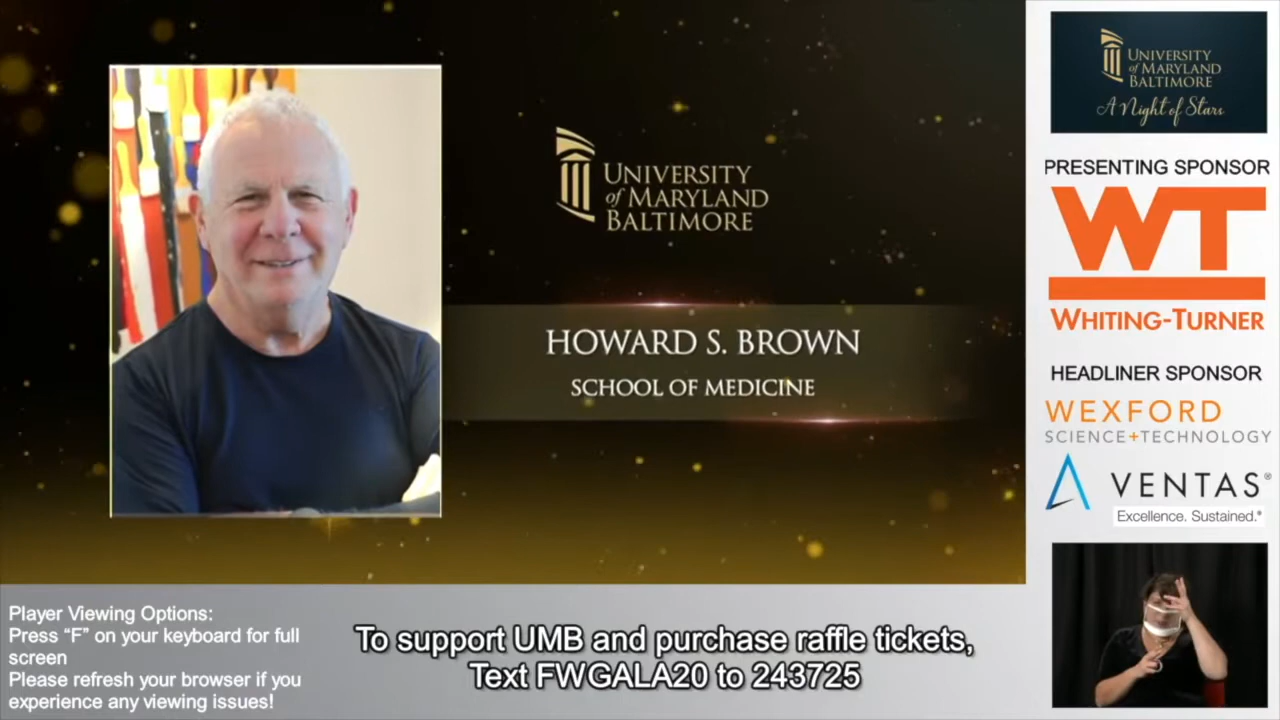 UNIVERSITY
of MARYLAND
BALTIMORE
HOWARD S. BROWN
SCHOOL OF MEDICINE
UNIVERSITY
of MARYLAND
BALTIMORE
A Night of Stars
PRESENTING SPONSOR
WT
WHITING-TURNER
HEADLINER SPONSOR
WEXFORD
SCIENCE+TECHNOLOGY
VENTAS®
Excellence. Sustained.®
Player Viewing Options:
Press “F” on your keyboard for full
screen
Please refresh your browser if you
experience any viewing issues!
To support UMB and purchase raffle tickets,
Text FWGALA20 to 243725